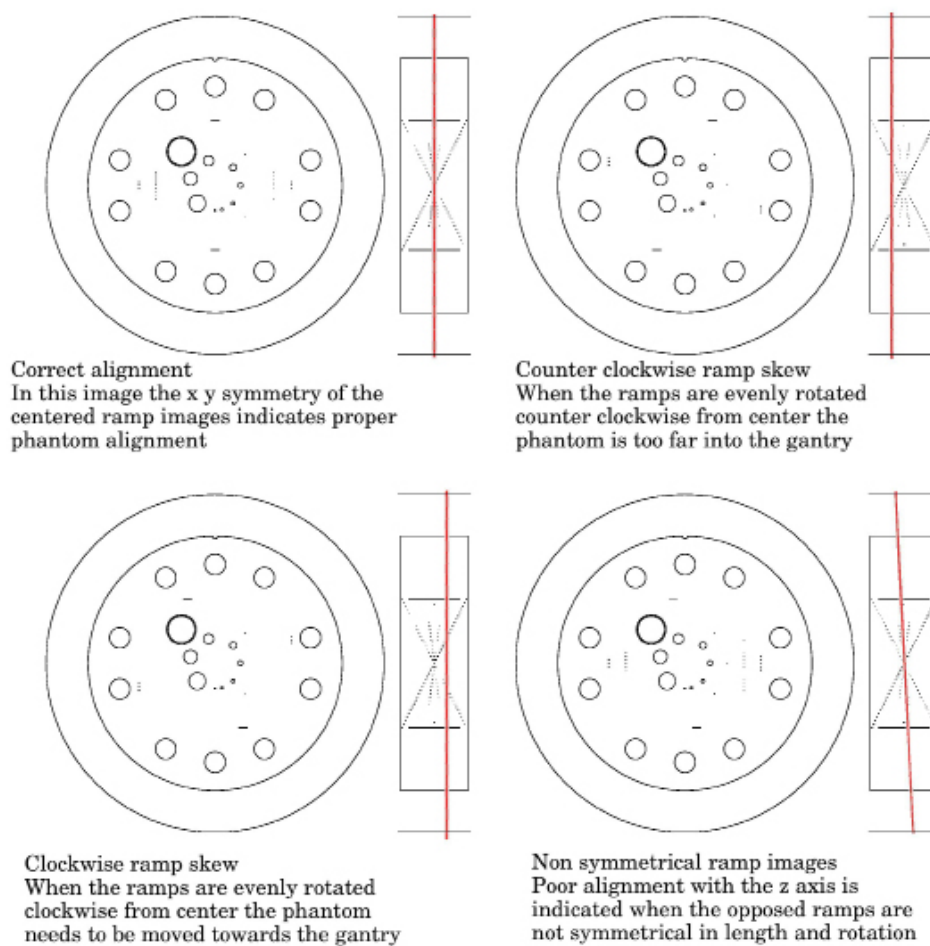 Correct alignment
In this image the x y symmetry of the
centered ramp images indicates proper
phantom alignment
Counter clockwise ramp skew
When the ramps are evenly rotated
counter clockwise from center the
phantom is too far into the gantry
Clockwise ramp skew
When the ramps are evenly rotated
clockwise from center the phantom
needs to be moved towards the gantry
Non symmetrical ramp images
Poor alignment with the z axis is
indicated when the opposed ramps are
not symmetrical in length and rotation